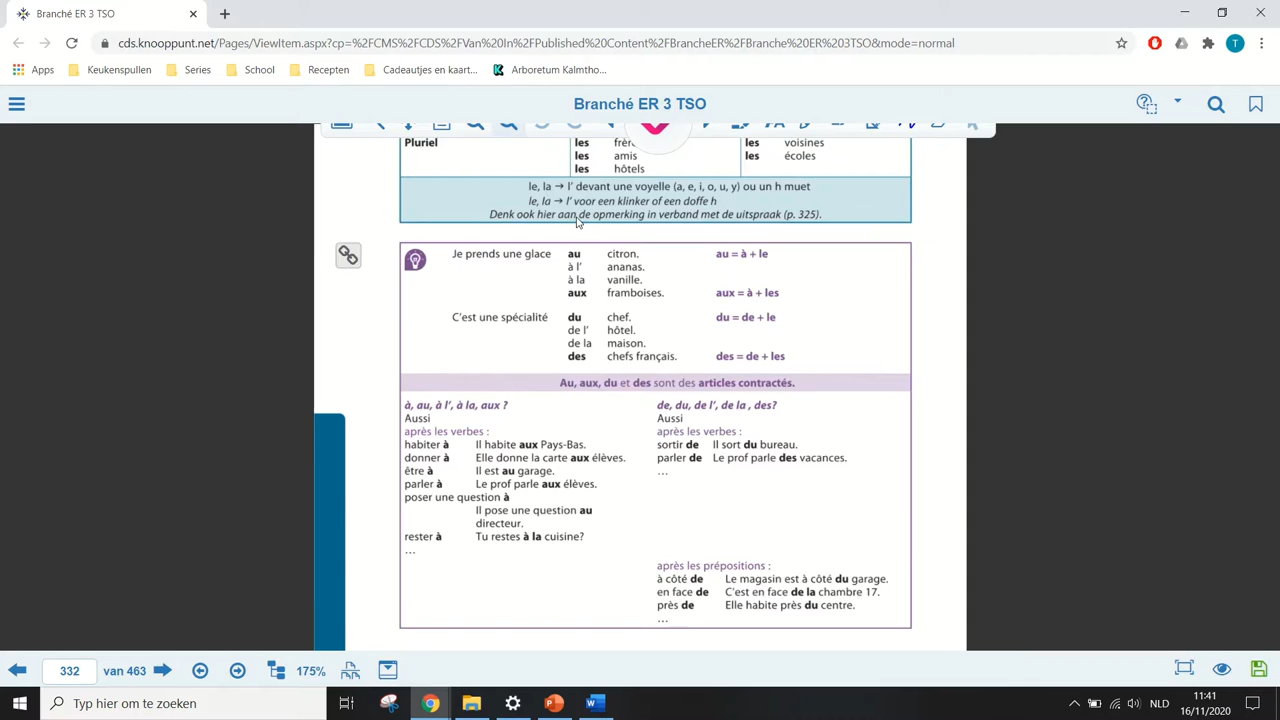 Branché ER 3 TSO
cds.knooppunt.net/Pages/ViewItem.aspx?cp=%2FCMS%2FCDS%2FVan%20In%2FPublished%20Content%2FBrancheER%2FBranche%20ER%203TSO&mode=normal
T
Apps Keukenspullen Series School Recepten Cadeautjes en kaart... Arboretum Kalmtho...
Branché ER 3 TSO
Pluriel les frères voisines
les amis les écoles
les hôtels
le, la → l' devant une voyelle (a, e, i, o, u, y) ou un h muet
le, la → l' voor een klinker of een doffe h
Denk ook hier aan de opmerking in verband met de uitspraak (p. 325).
Je prends une glace au citron. au = à + le
à l' ananas.
à la vanille.
aux framboises. aux = à + les
C'est une spécialité du chef. du = de + le
de l' hôtel.
de la maison.
des chefs français. des = de + les
Au, aux, du et des sont des articles contractés.
à, au, à l', à la, aux ? de, du, de l', de la , des?
Aussi Aussi
après les verbes : après les verbes :
habiter à Il habite aux Pays-Bas. sortir de Il sort du bureau.
donner à Elle donne la carte aux élèves. parler de Le prof parle des vacances.
être à Il est au garage. ...
parler à Le prof parle aux élèves.
poser une question à
Il pose une question au
directeur.
rester à Tu restes à la cuisine?
...
après les prépositions :
à côté de Le magasin est à côté du garage.
en face de C'est en face de la chambre 17.
près de Elle habite près du centre.
...
332 van 463 175%
Typ hier om te zoeken NLD 11:41
16/11/2020